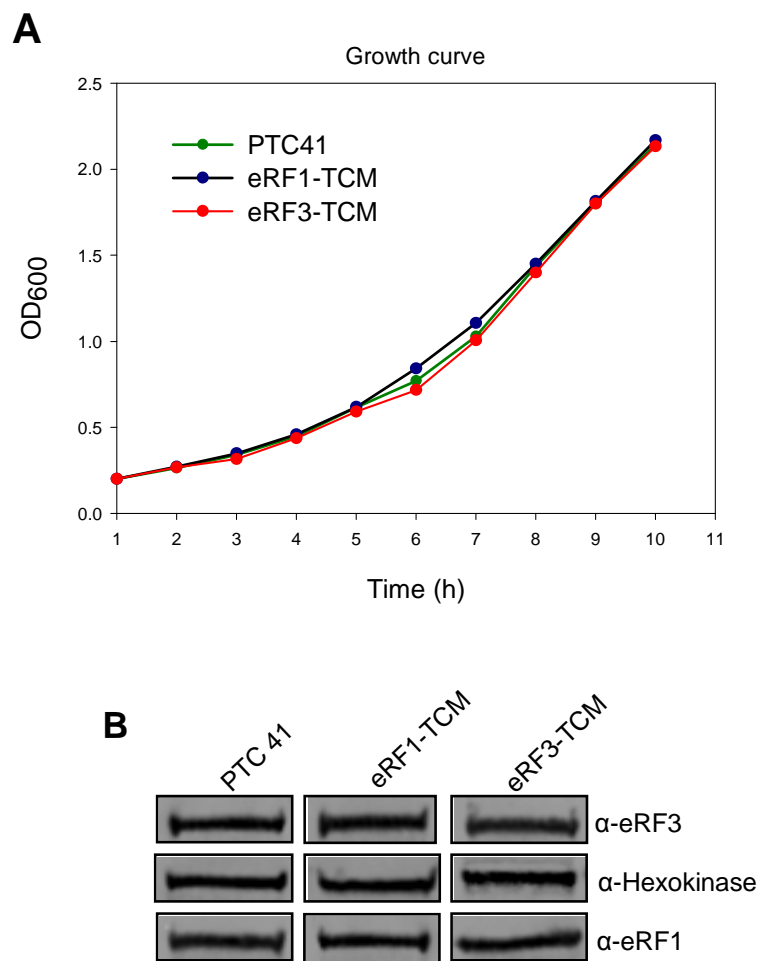 A
Growth curve
2.5
2.0
1.5
1.0
0.5
0.0
OD600
PTC41
eRF1-TCM
eRF3-TCM
1 2 3 4 5 6 7 8 9 10 11
Time (h)
B
PTC 41 eRF1-TCM eRF3-TCM
α-eRF3
α-Hexokinase
α-eRF1